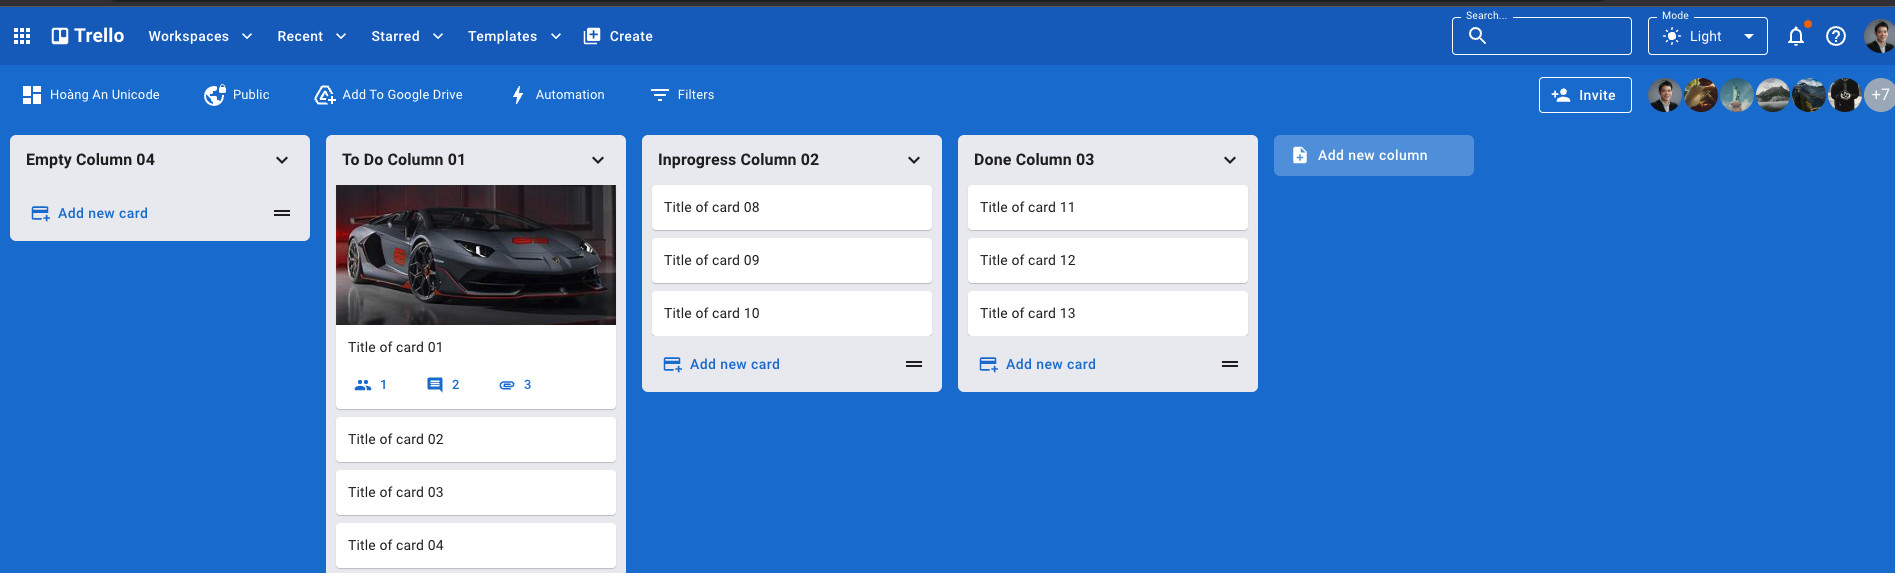 Trello Workspaces Recent Starred Templates Create Search... Mode Light
Hoàng An Unicode Public Add To Google Drive Automation Filters Invite +7
Empty Column 04
Add new card
To Do Column 01
Title of card 01
1 2 3
Title of card 02
Title of card 03
Title of card 04
Inprogress Column 02
Title of card 08
Title of card 09
Title of card 10
Add new card
Done Column 03
Title of card 11
Title of card 12
Title of card 13
Add new card
Add new column